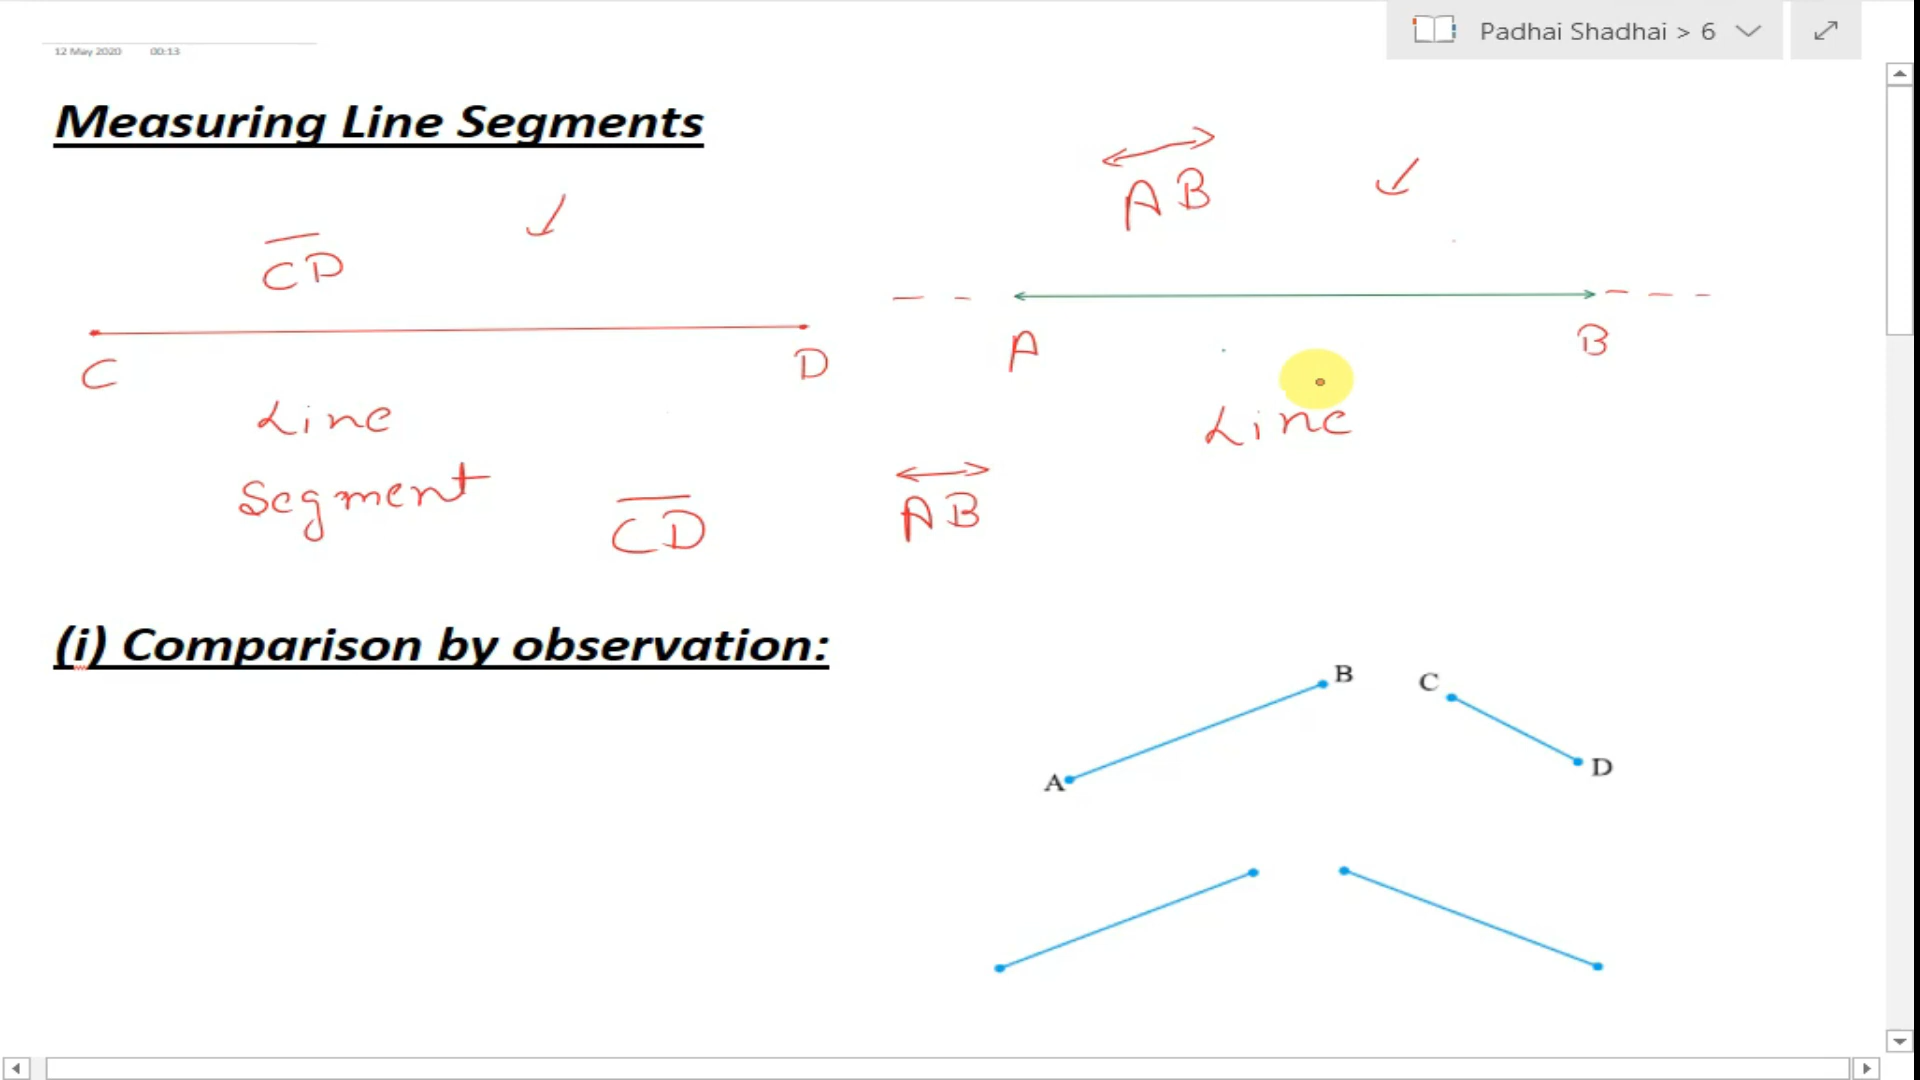 Padhai Shadhai > 6
12 May 2020 00:13
Measuring Line Segments
AB
CD
C
D
A
B
Line
Segment
Line
CD
AB
(i) Comparison by observation:
B
C
A
D